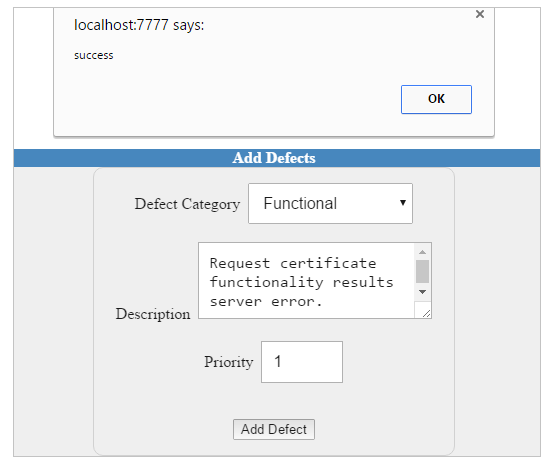 localhost:7777 says:
success
OK
Add Defects
Defect Category Functional
Request certificate
functionality results
server error.
Description
Priority 1
Add Defect